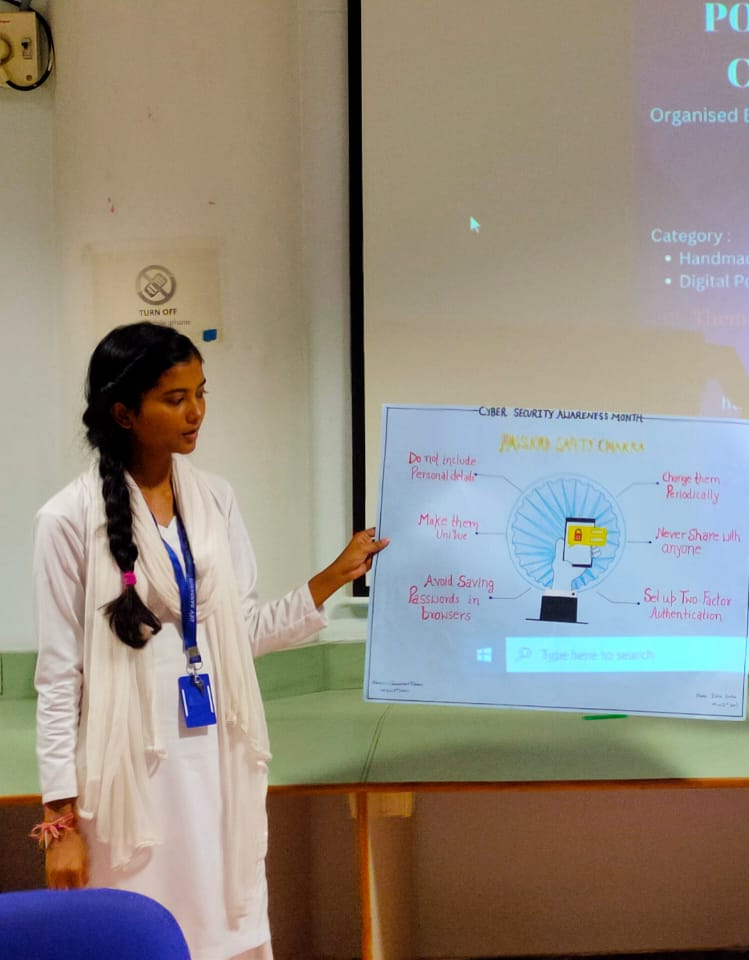 PO
C
Organised
Category :
Handmad
Digital Po
Them
TURN OFF
CYBER SECURITY AWARENESS MONTH
PASSWORD SAFETY CHAKRA
Do not include
Personal details
Make them
Unique
Avoid Saving
Passwords in
browsers
Change them
Periodically
Never Share with
anyone
Set up Two Factor
Authentication
Type here to search